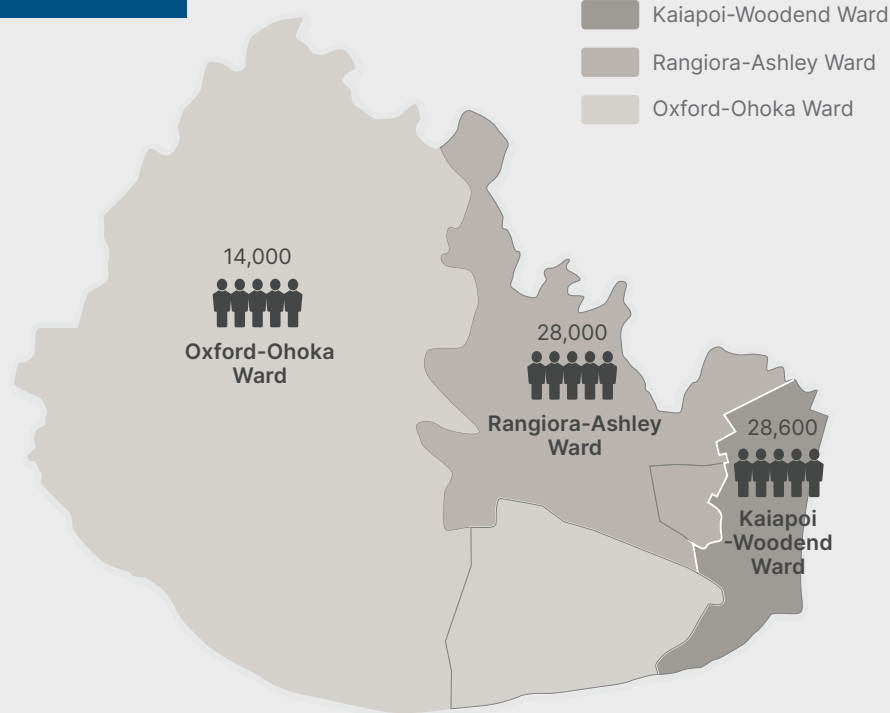 Kaiapoi-Woodend Ward
Rangiora-Ashley Ward
Oxford-Ohoka Ward
14,000
Oxford-Ohoka
Ward
28,000
Rangiora-Ashley
Ward
28,600
Kaiapoi
-Woodend
Ward